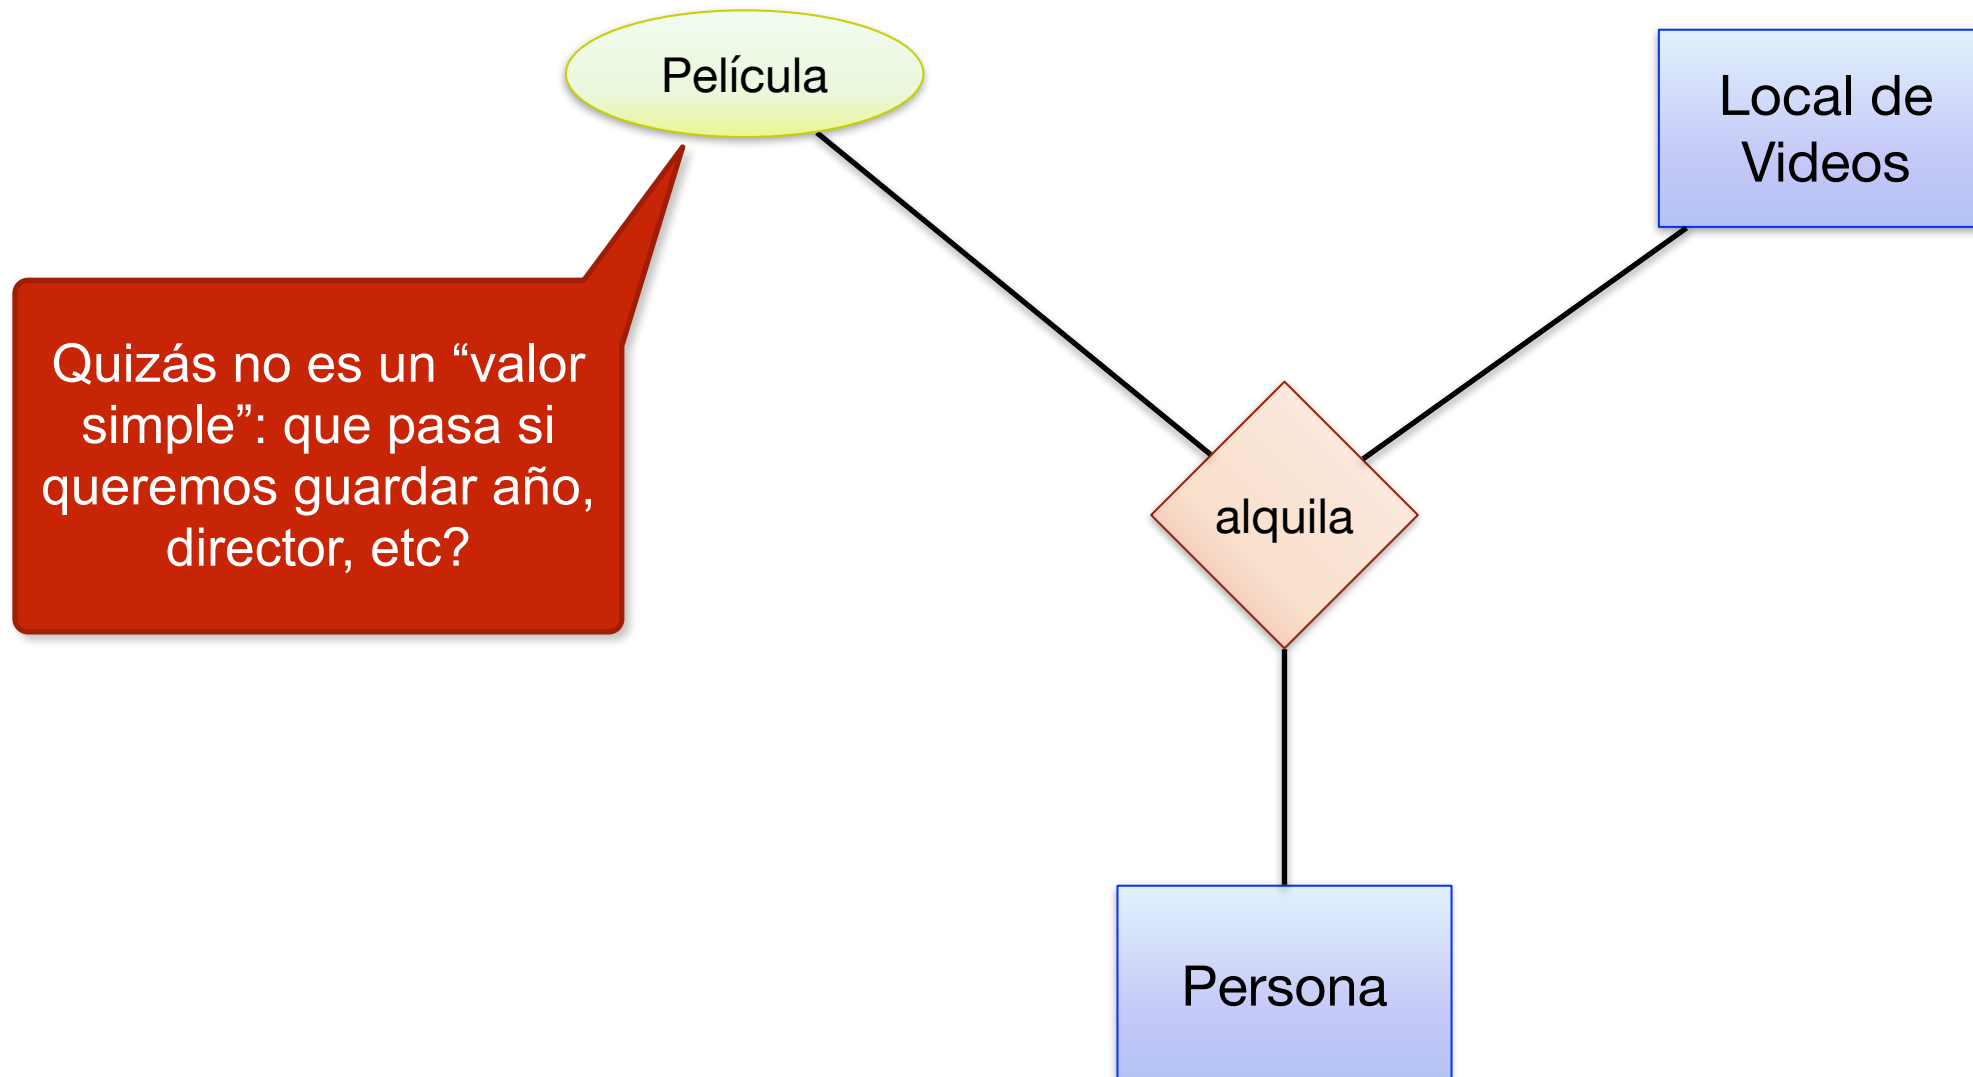 Película
Local de
Videos
Quizás no es un “valor
simple”: que pasa si
queremos guardar año,
director, etc?
alquila
Persona